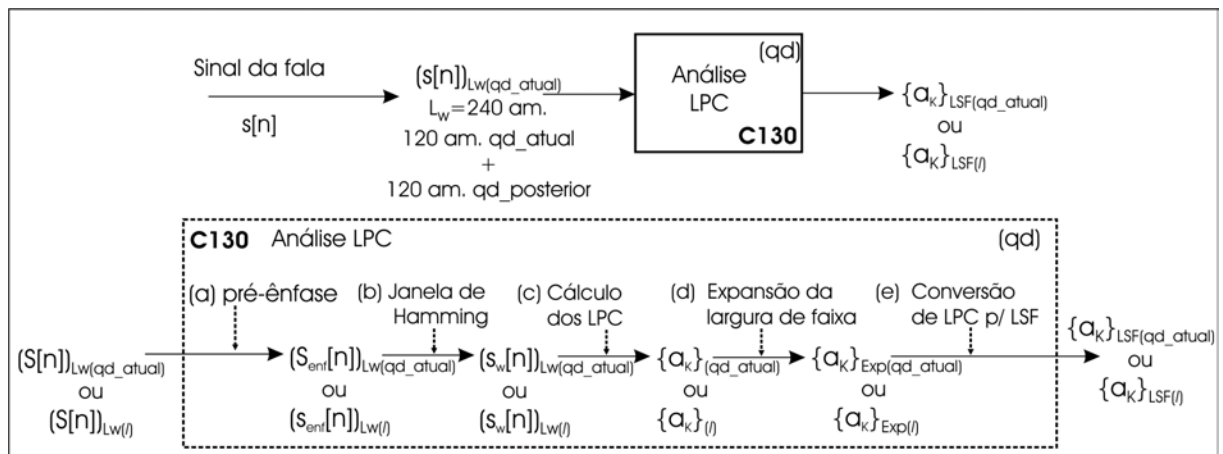 Sinal da fala
s[n]
(s[n])Lw(qd_atual)
Lw=240 am.
120 am. qd_atual
+
120 am. qd_posterior
(qd)
Análise
LPC
C130
{aK}LSF(qd_atual)
ou
{aK}LSF(l)
C130 Análise LPC (qd)
(a) pré-ênfase
(b) Janela de
Hamming
(c) Cálculo
dos LPC
(d) Expansão da
largura de faixa
(e) Conversão
de LPC p/ LSF
(S[n])Lw(qd_atual)
ou
(S[n])Lw(l)
(Senf[n])Lw(qd_atual)
ou
(senf[n])Lw(l)
(sw[n])Lw(qd_atual)
ou
(sw[n])Lw(l)
{aK}(qd_atual)
ou
{aK}(l)
{aK}Exp(qd_atual)
ou
{aK}Exp(l)
{aK}LSF(qd_atual)
ou
{aK}LSF(l)